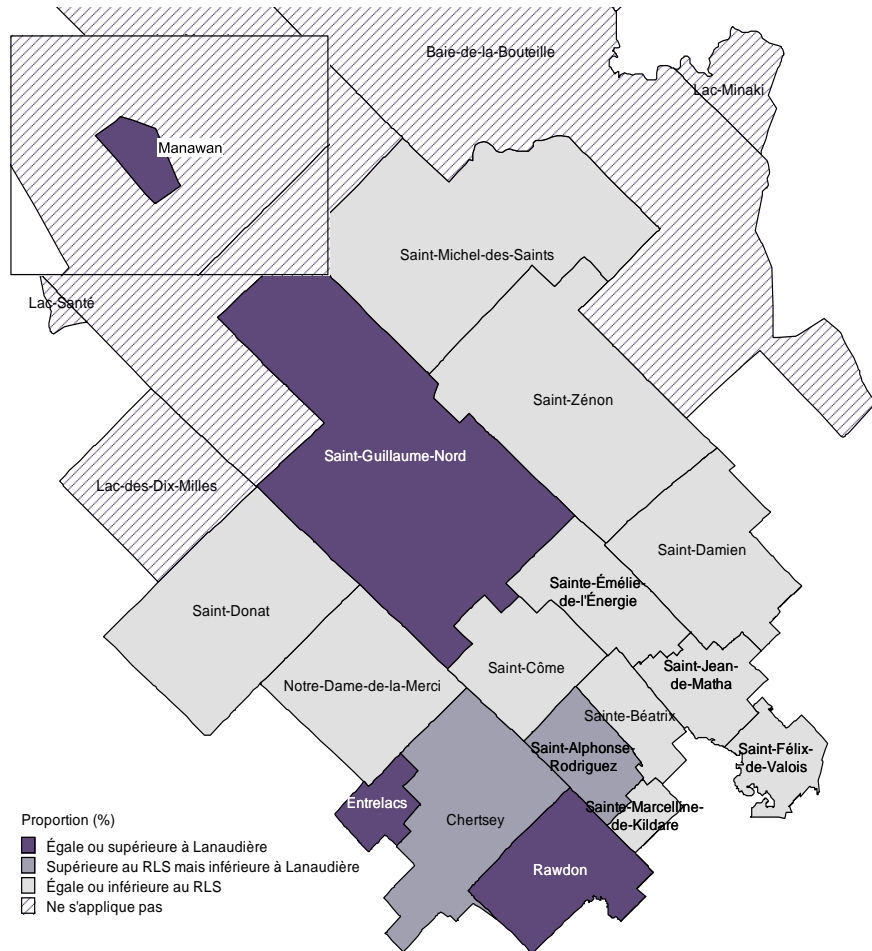 Baie-de-la-Bouteille
Lac-Minaki
Manawan
Saint-Michel-des-Saints
Lac-Santé
Saint-Zénon
Saint-Guillaume-Nord
Lac-des-Dix-Milles
Saint-Damien
Sainte-Émélie-
de-l'Énergie
Saint-Donat
Saint-Côme
Saint-Jean-
de-Matha
Notre-Dame-de-la-Merci
Sainte-Béatrix
Saint-Alphonse-
Rodriguez
Saint-Félix-
de-Valois
Entrelacs
Chertsey
Sainte-Marcelline-
de-Kildare
Rawdon
Proportion (%)
Égale ou supérieure à Lanaudière
Supérieure au RLS mais inférieure à Lanaudière
Égale ou inférieure au RLS
Ne s'applique pas